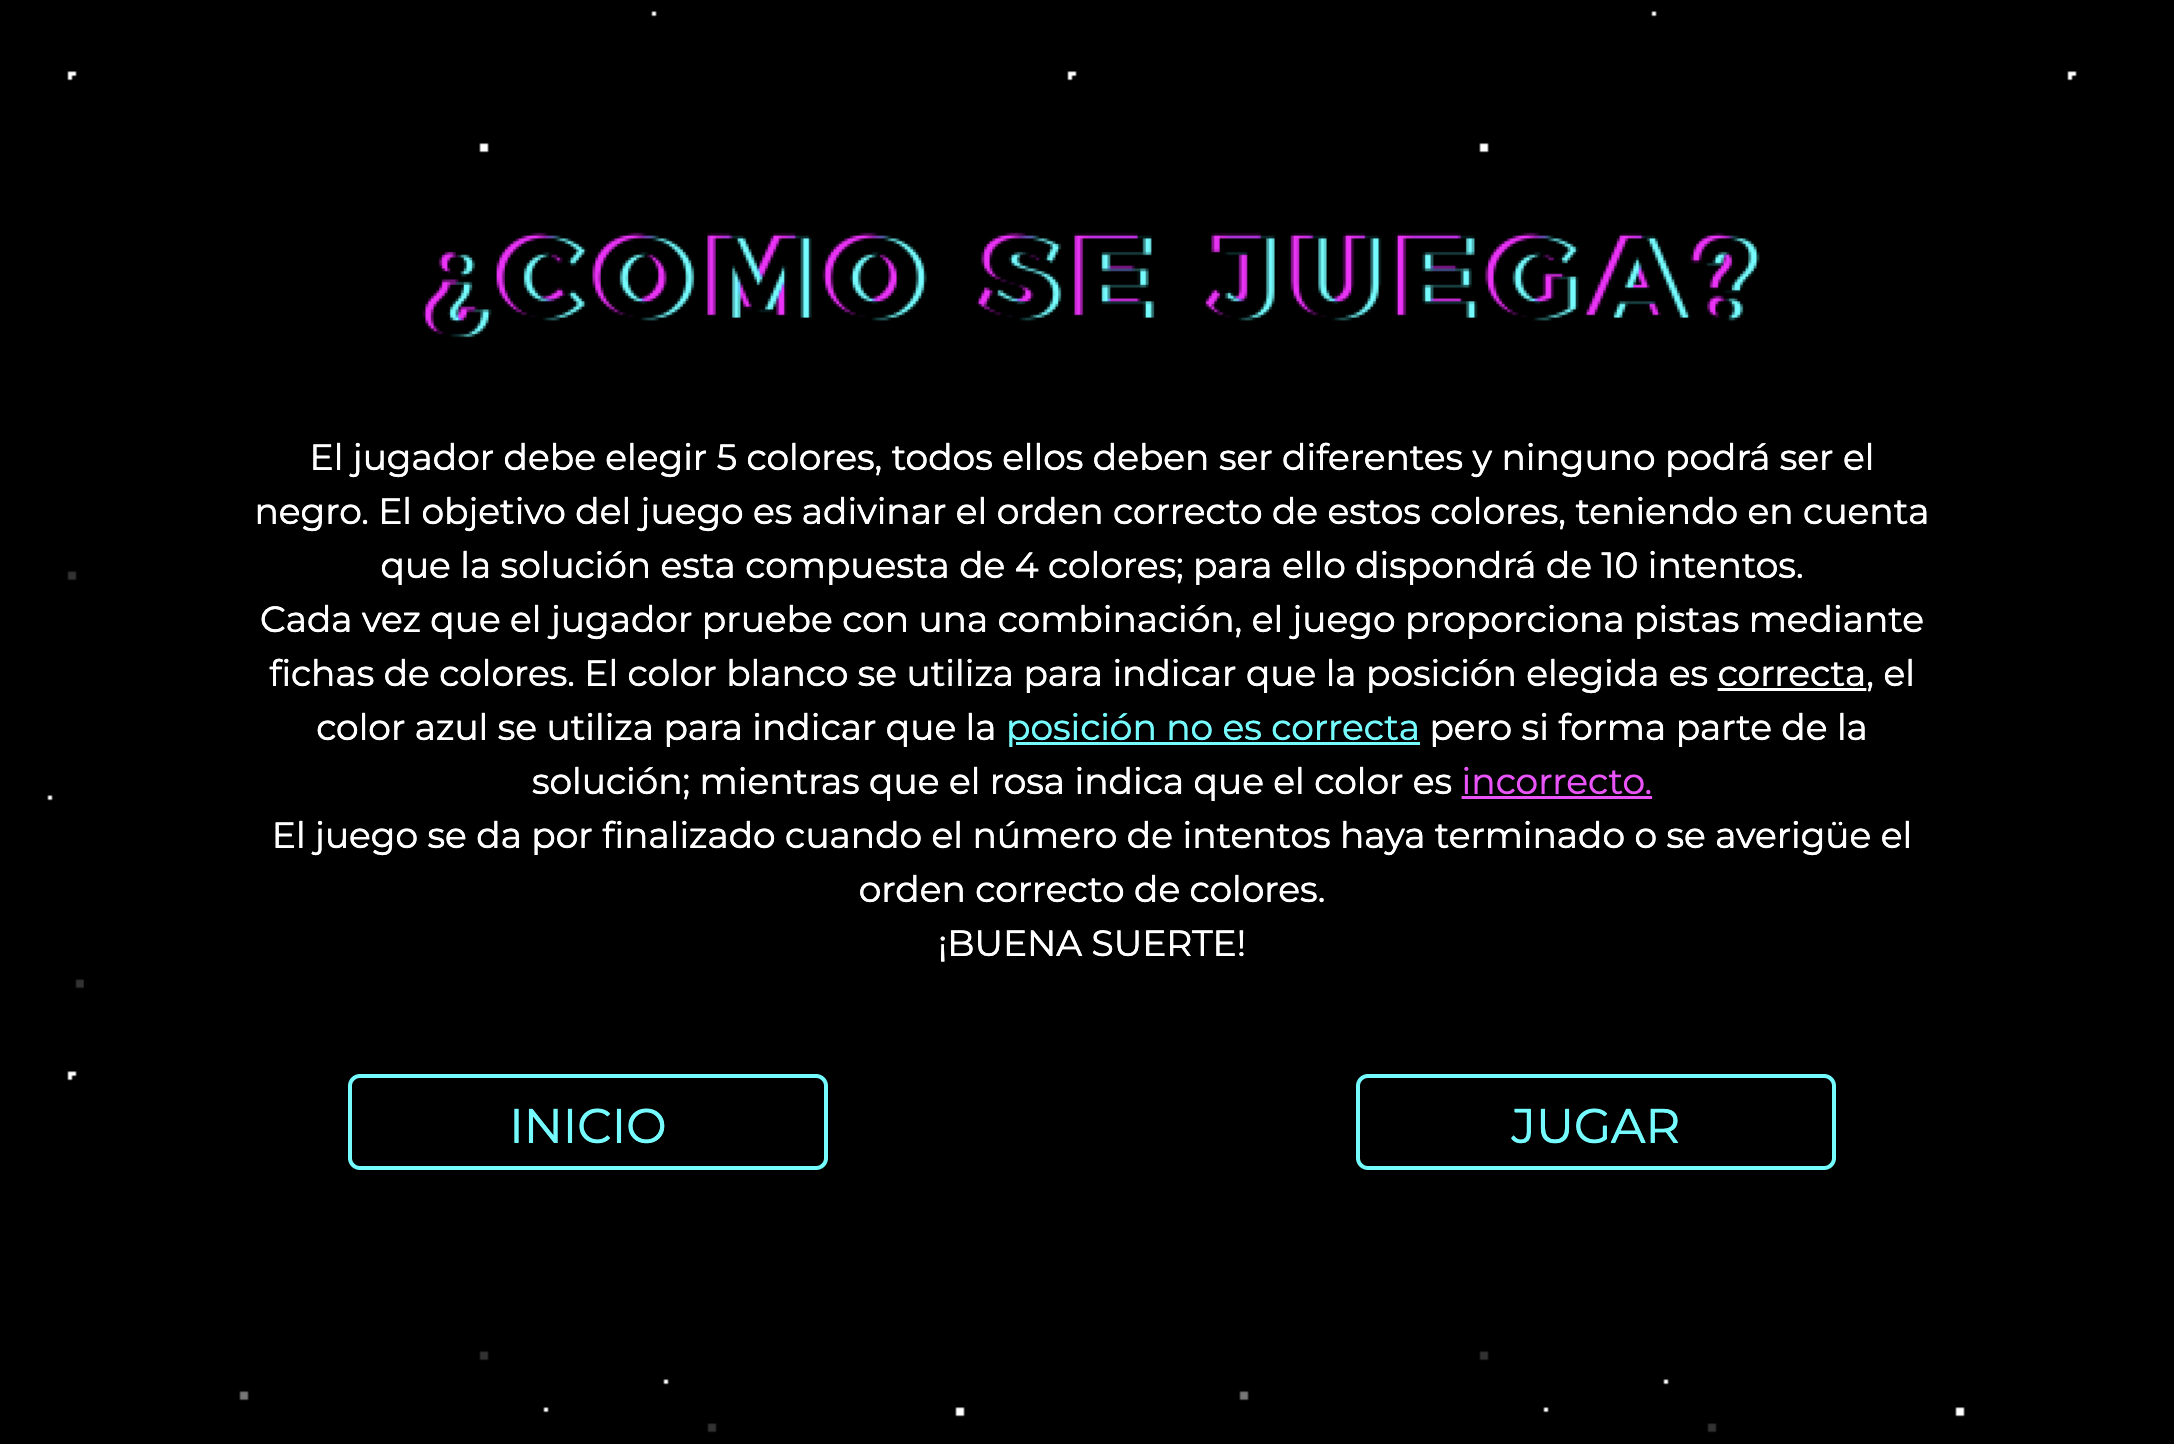 ¿COMO SE JUEGA?
El jugador debe elegir 5 colores, todos ellos deben ser diferentes y ninguno podrá ser el
negro. El objetivo del juego es adivinar el orden correcto de estos colores, teniendo en cuenta
que la solución esta compuesta de 4 colores; para ello dispondrá de 10 intentos.
Cada vez que el jugador pruebe con una combinación, el juego proporciona pistas mediante
fichas de colores. El color blanco se utiliza para indicar que la posición elegida es correcta, el
color azul se utiliza para indicar que la posición no es correcta pero si forma parte de la
solución; mientras que el rosa indica que el color es incorrecto.
El juego se da por finalizado cuando el número de intentos haya terminado o se averigüe el
orden correcto de colores.
¡BUENA SUERTE!
INICIO
JUGAR